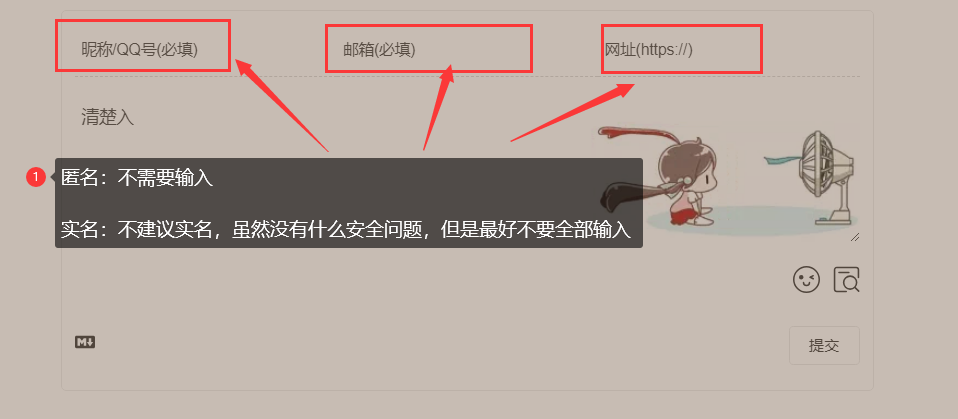 昵称/QQ号(必填)
邮箱(必填)
网址(https://)
清楚入
1
匿名：不需要输入
实名：不建议实名，虽然没有什么安全问题，但是最好不要全部输入
M
提交